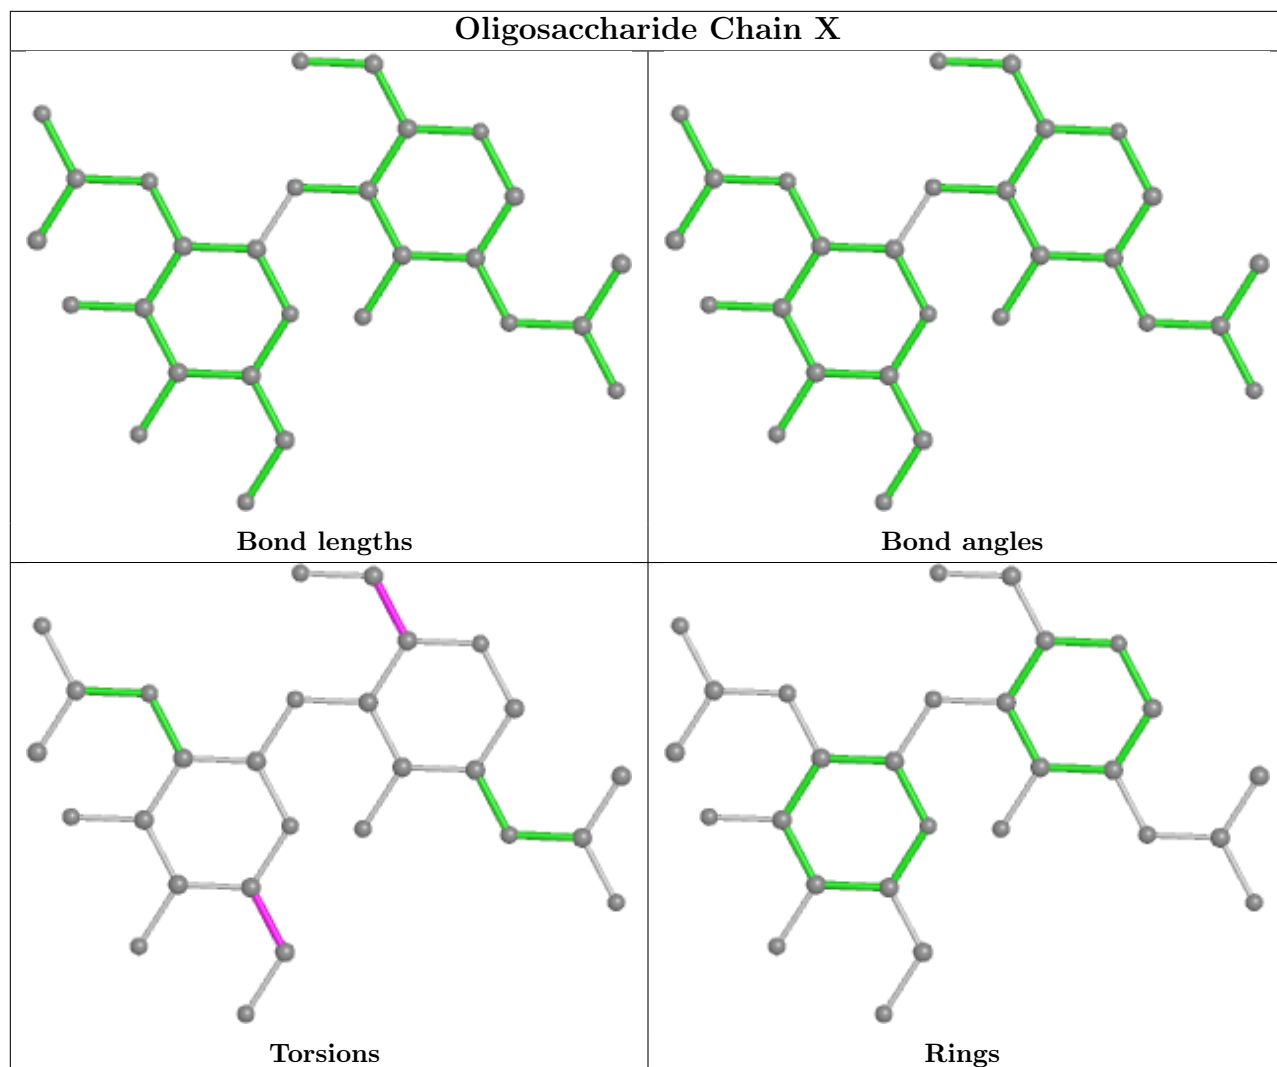 Oligosaccharide Chain X
Bond lengths
Bond angles
Torsions
Rings